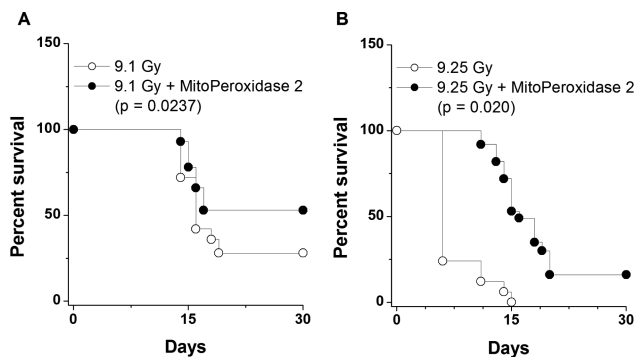 A
150
9.1 Gy
9.1 Gy + MitoPeroxidase 2
(p = 0.0237)
100
50
0
Percent survival
0
15
30
Days
B
150
9.25 Gy
9.25 Gy + MitoPeroxidase 2
(p = 0.020)
100
50
0
Percent survival
0
15
30
Days